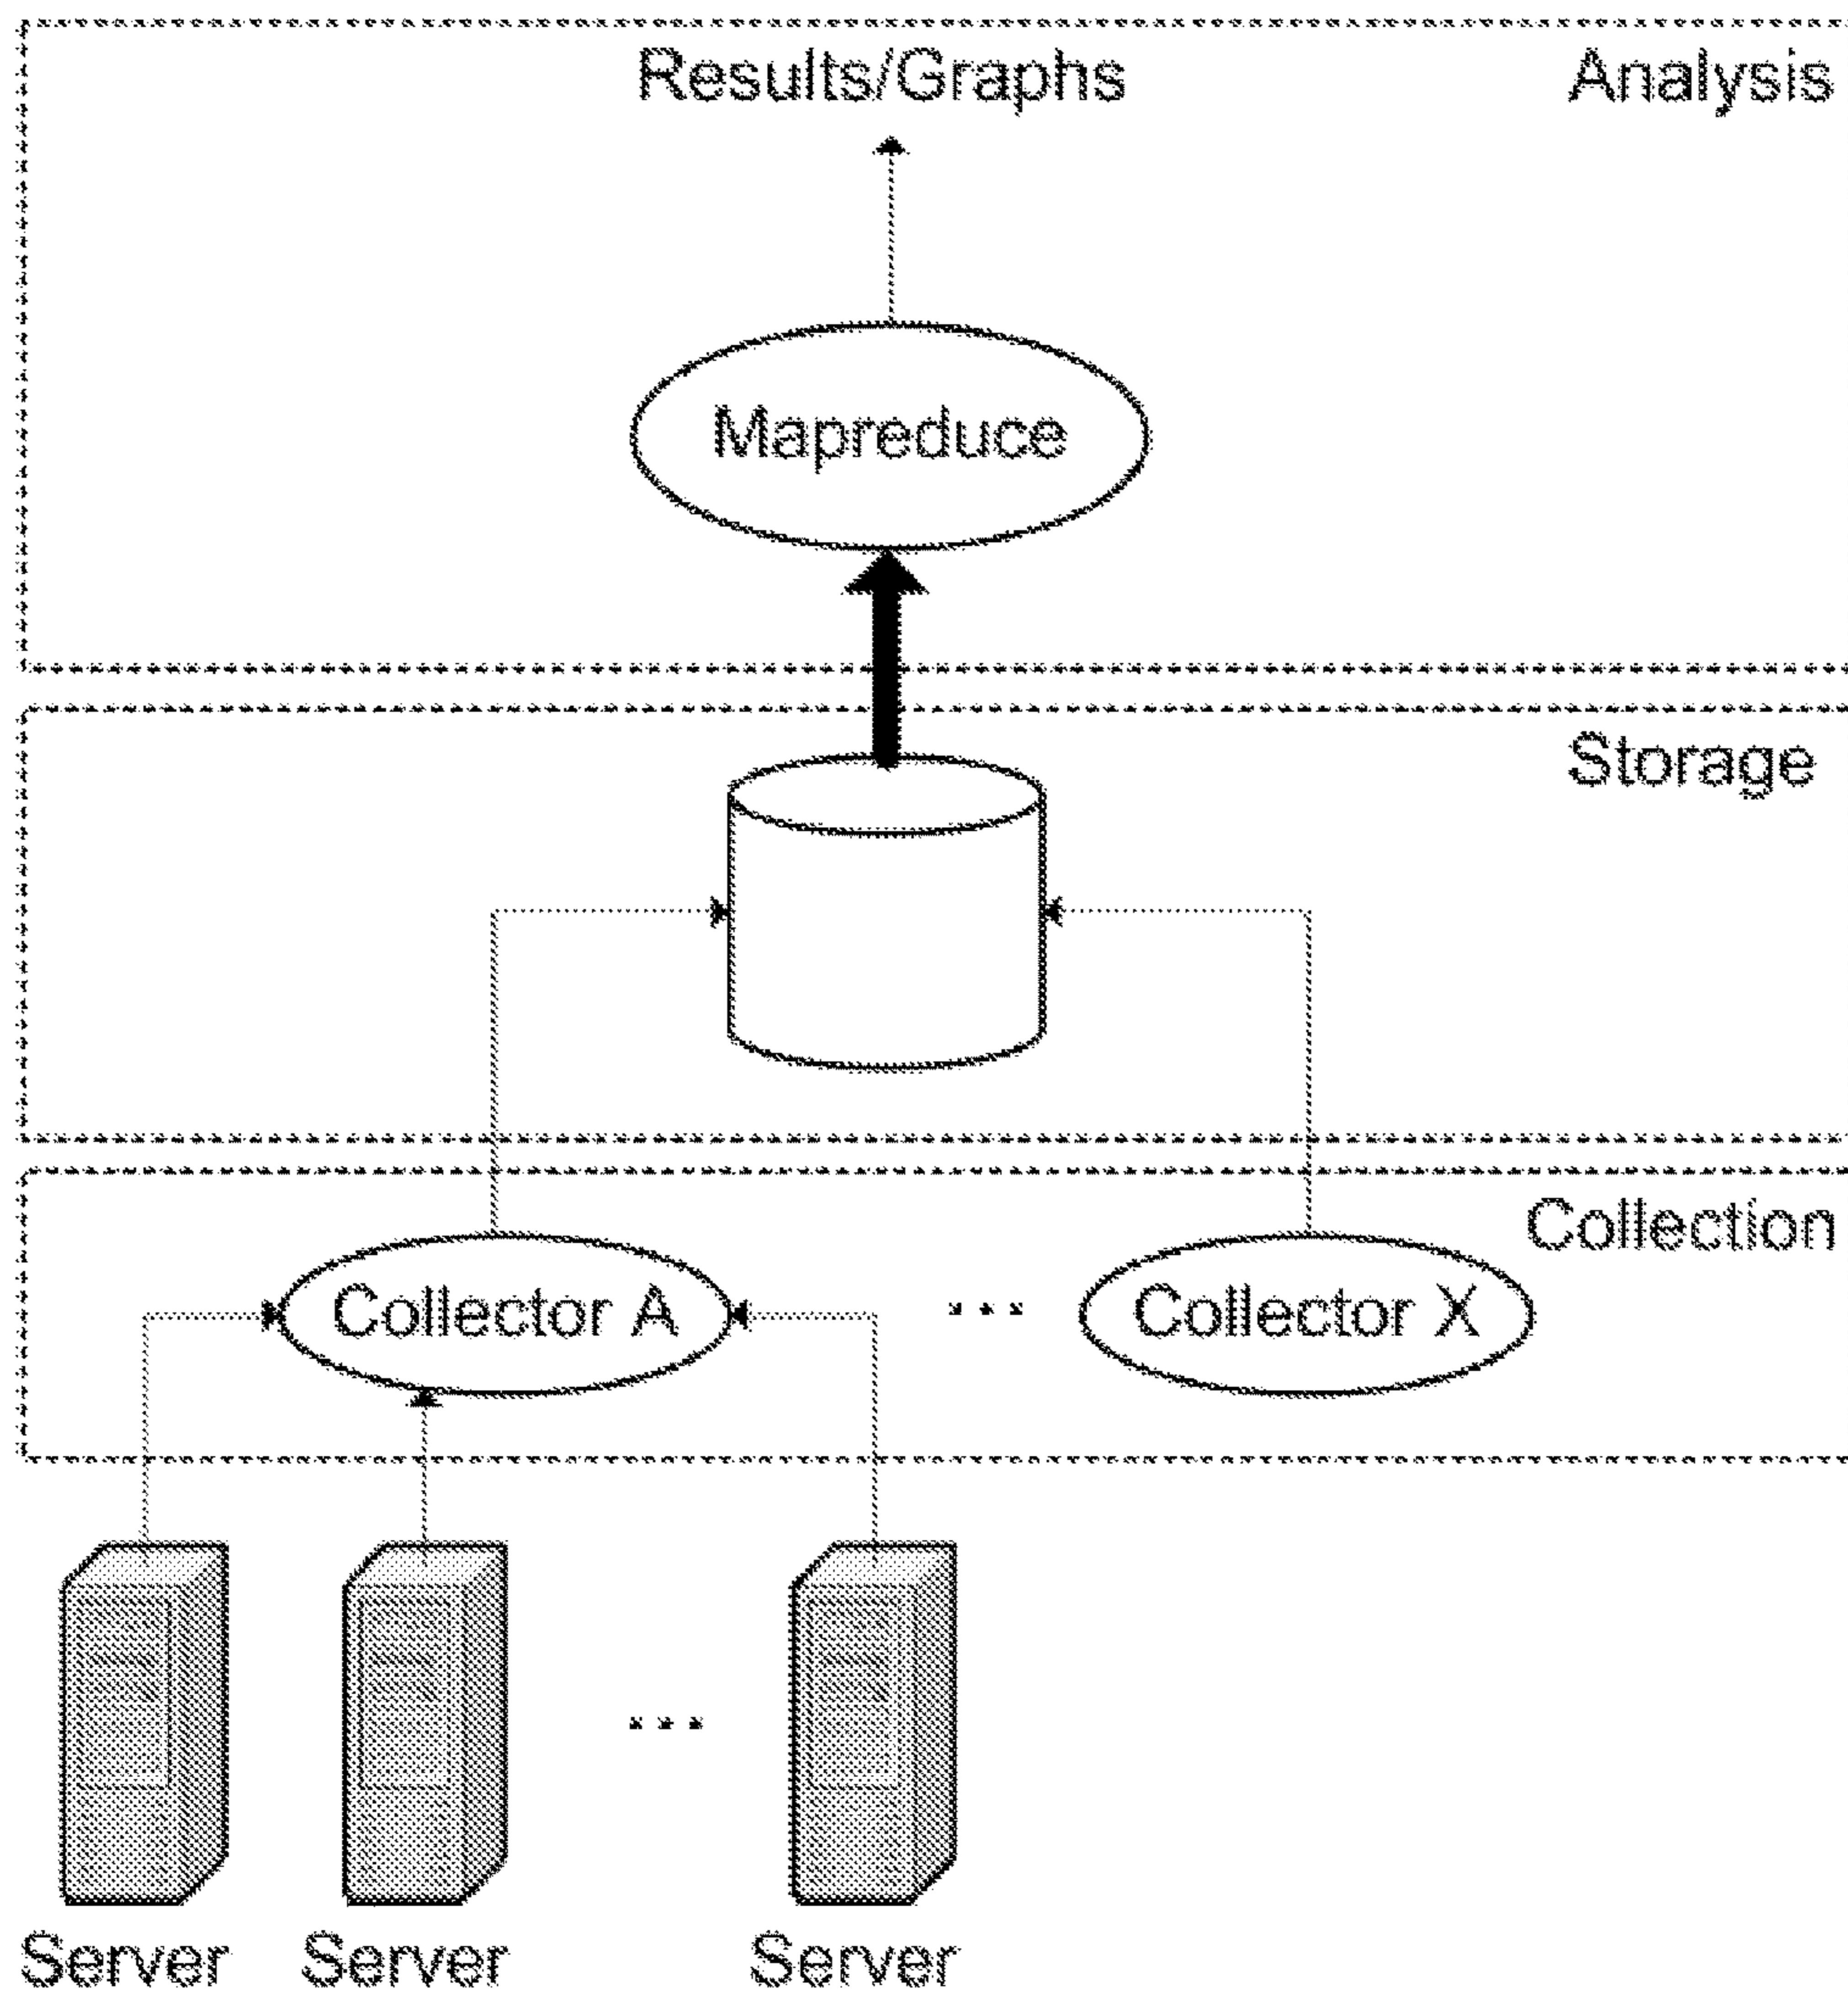 Results/Graphs
Analysis
Mapreduce
Storage
Collection
Collector A
...
Collector X
...
Server
Server
Server